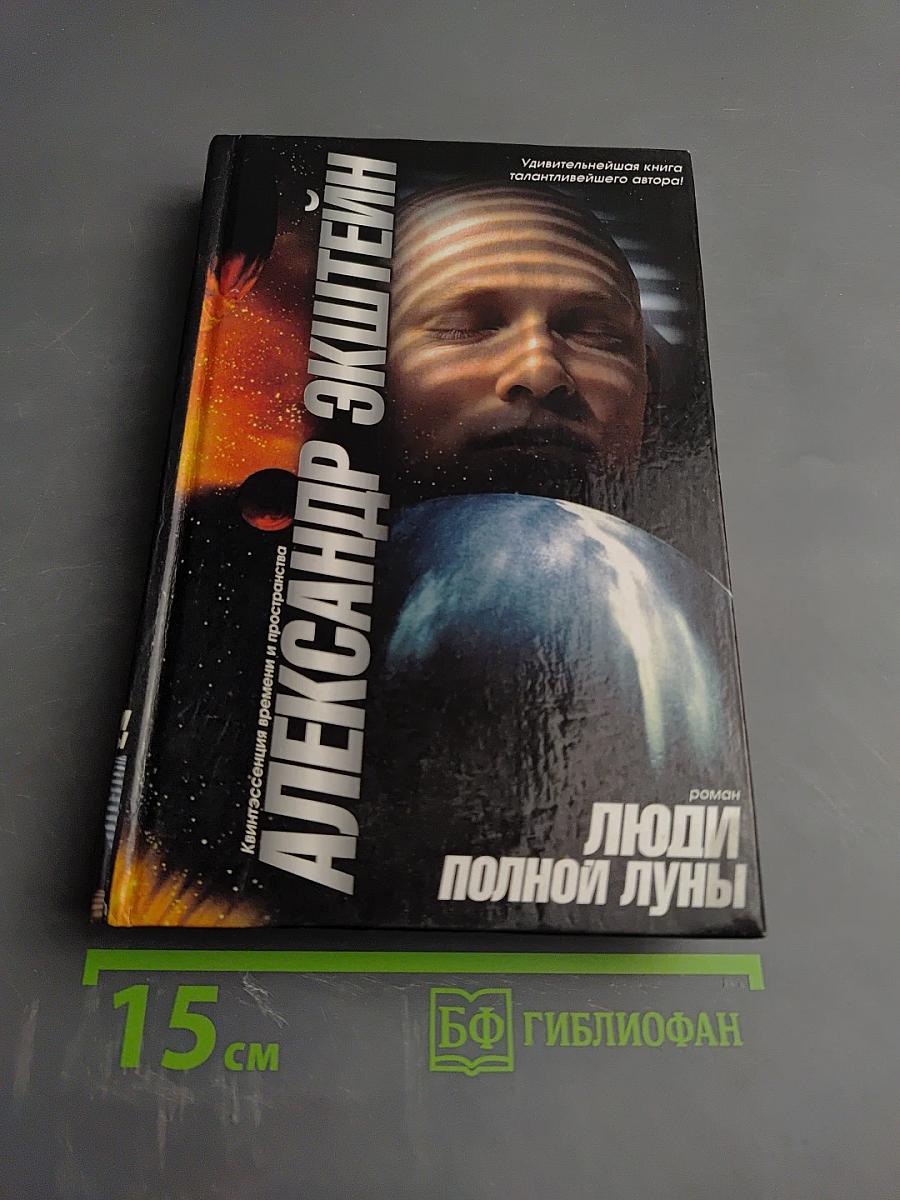 Удивительнейшая книга
талантливейшего автора!
АЛЕКСАНДР ЭКШТЕЙН
Квинтэссенция времени и пространства
роман
ЛЮДИ
ПОЛНОЙ ЛУНЫ
15 см
БФ ГИБЛИОФАН